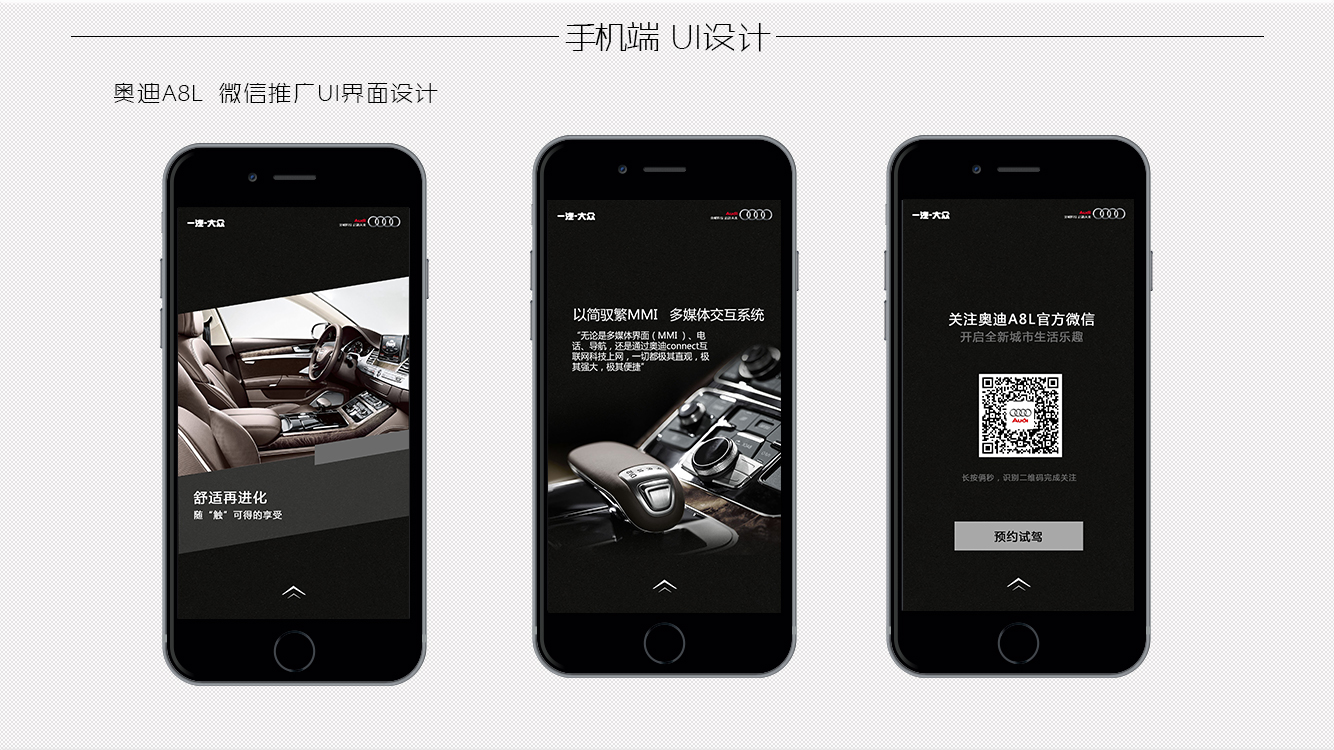 手机端 UI设计
奥迪A8L 微信推广UI界面设计
一汽-大众
Audi
舒适再进化
随“触”可得的享受
一汽-大众
Audi
以简驭繁MMI 多媒体交互系统
“无论是多媒体界面（MMI）、电
话、导航，还是通过奥迪connect互
联网科技上网，一切都极其直观，极
其强大，极其便捷”
一汽-大众
Audi
关注奥迪A8L官方微信
开启全新城市生活乐趣
Audi
长按俩秒，识别二维码完成关注
预约试驾